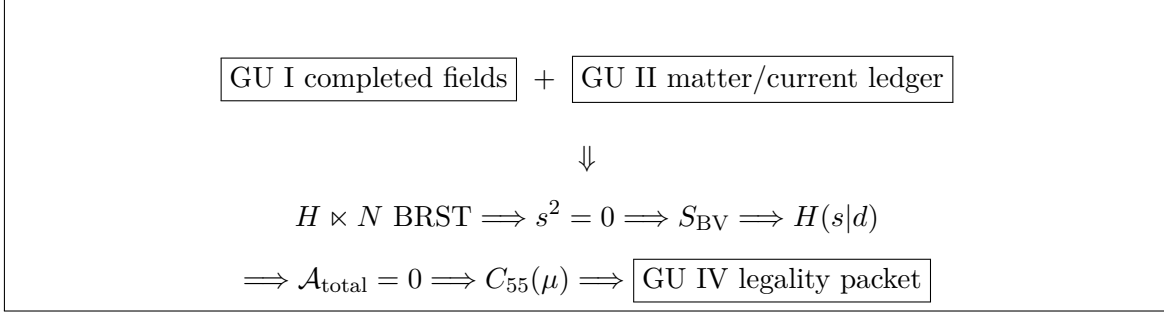 GU I completed fields + GU II matter/current ledger
⇓
H ⋉ N BRST ⟹ s² = 0 ⟹ S_BV ⟹ H(s|d)
⟹ 𝒜_total = 0 ⟹ C₅₅(μ) ⟹ GU IV legality packet